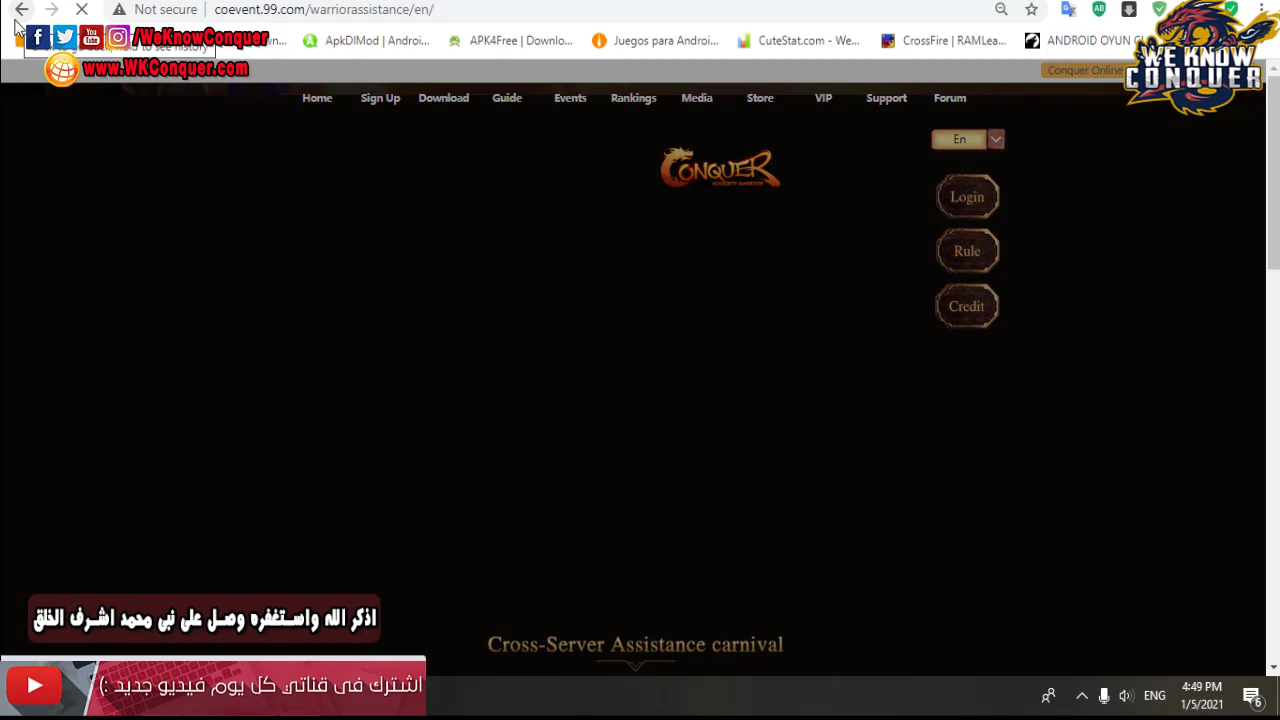 Not secure
coevent.99.com/warriorassistance/en/
/WeKnowConquer
ApkDlMod | Androi...
APK4Free | Downlo...
Juegos para Androi...
CuteStat.com - We...
CrossFire | RAMLea...
ANDROID OYUN
www.WKConquer.com
Conquer Online
WE KNOW
CONQUER
Home
Sign Up
Download
Guide
Events
Rankings
Media
Store
VIP
Support
Forum
En
CONQUER
Login
Rule
Credit
اذكر الله واستغفره وصل على نبى محمد اشرف الخلق
Cross-Server Assistance carnival
اشترك فى قناتي كل يوم فيديو جديد :)
ENG
4:49 PM
1/5/2021
6